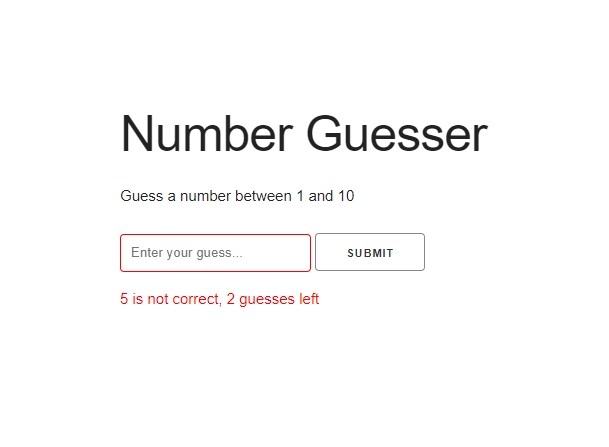 Number Guesser
Guess a number between 1 and 10
Enter your guess... SUBMIT
5 is not correct, 2 guesses left